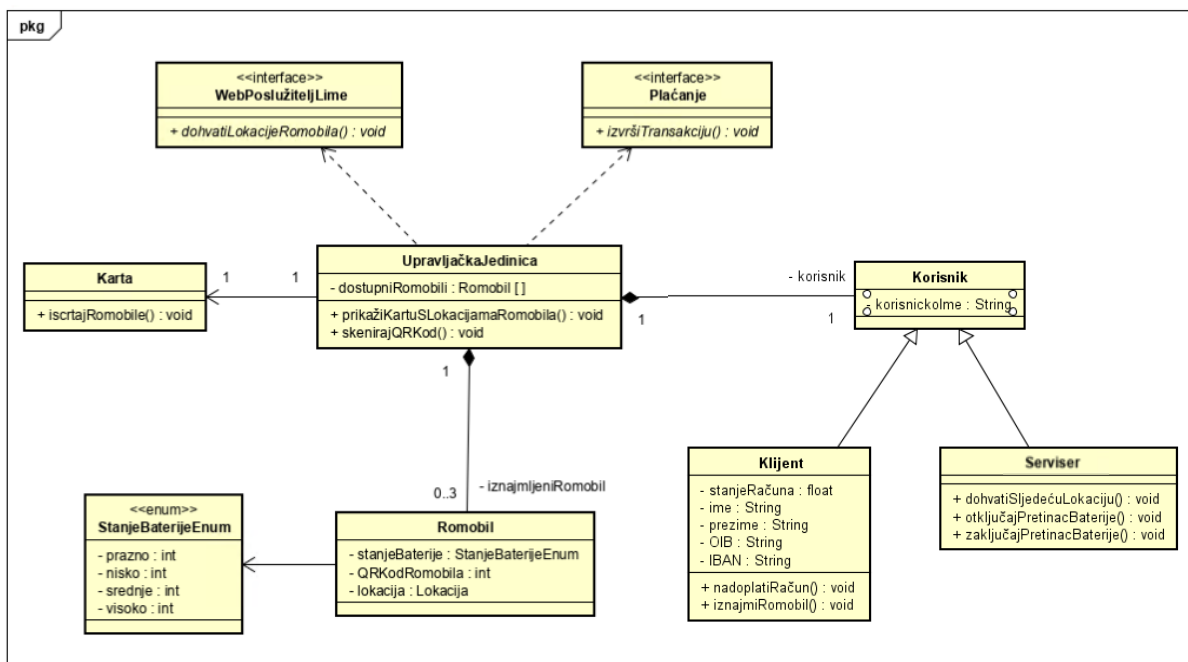 pkg
<<interface>>
WebPoslužiteljLime
+ dohvatiLokacijeRomobila() : void
<<interface>>
Plaćanje
+ izvršiTransakciju() : void
Karta
+ iscrtajRomobile() : void
1
1
UpravljačkaJedinica
- dostupniRomobili : Romobil [ ]
+ prikažiKartuSLokacijamaRomobila() : void
+ skenirajQRKod() : void
1
- korisnik
1
Korisnik
- korisnickoIme : String
1
0..3
- iznajmljeniRomobil
<<enum>>
StanjeBaterijeEnum
- prazno : int
- nisko : int
- srednje : int
- visoko : int
Romobil
- stanjeBaterije : StanjeBaterijeEnum
- QRKodRomobila : int
- lokacija : Lokacija
Klijent
- stanjeRačuna : float
- ime : String
- prezime : String
- OIB : String
- IBAN : String
+ nadoplatiRačun() : void
+ iznajmiRomobil() : void
Serviser
+ dohvatiSljedećuLokaciju() : void
+ otključajPretinacBaterije() : void
+ zaključajPretinacBaterije() : void